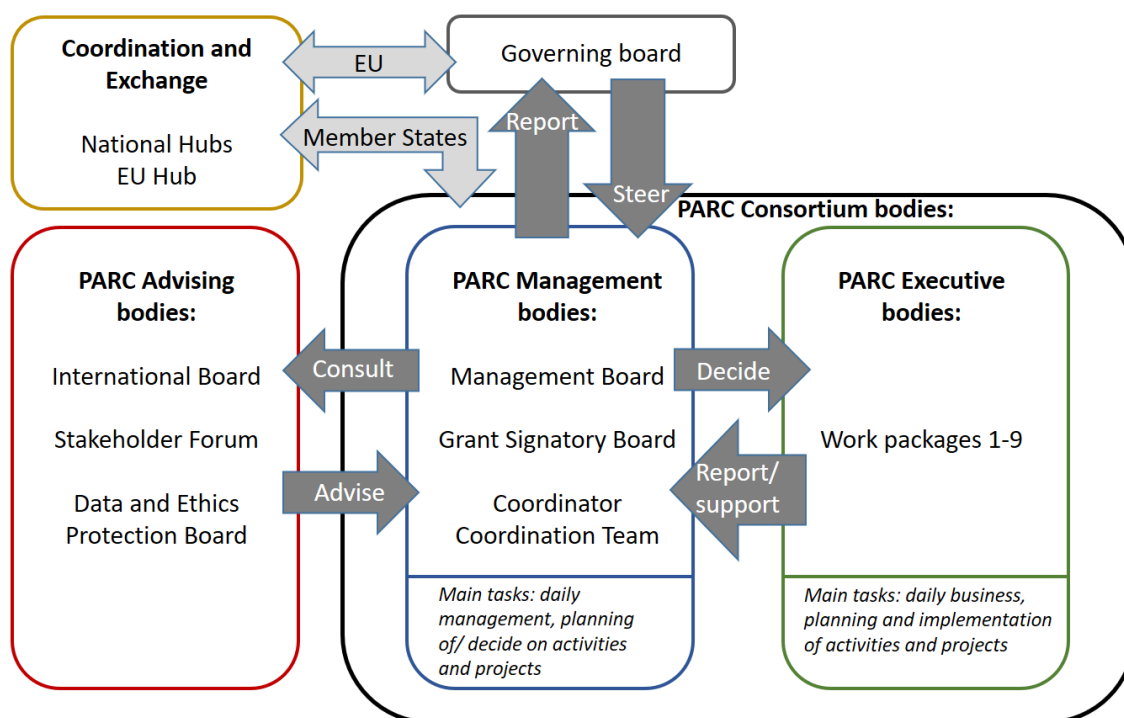 Coordination and
Exchange
National Hubs
EU Hub
EU
Member States
Governing board
Report
Steer
PARC Consortium bodies:
PARC Advising
bodies:
International Board
Stakeholder Forum
Data and Ethics
Protection Board
Consult
Advise
PARC Management
bodies:
Management Board
Grant Signatory Board
Coordinator
Coordination Team
Main tasks: daily
management, planning
of/ decide on activities
and projects
Decide
Report/
support
PARC Executive
bodies:
Work packages 1-9
Main tasks: daily business,
planning and implementation
of activities and projects